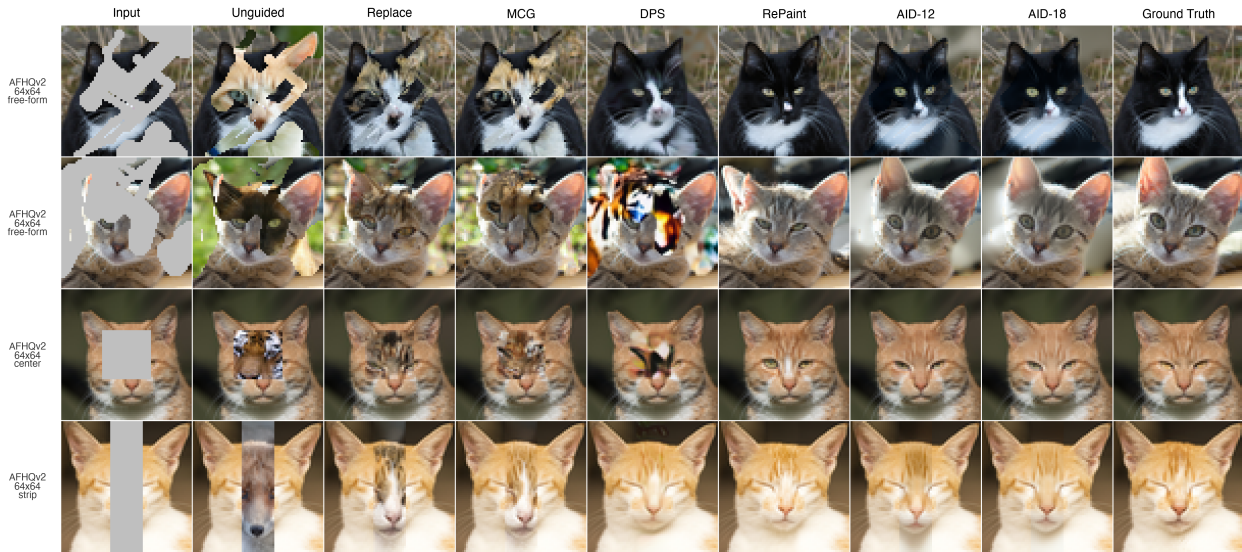 Input Unguided Replace MCG DPS RePaint AID-12 AID-18 Ground Truth
AFHQv2
64x64
free-form
AFHQv2
64x64
free-form
AFHQv2
64x64
center
AFHQv2
64x64
strip